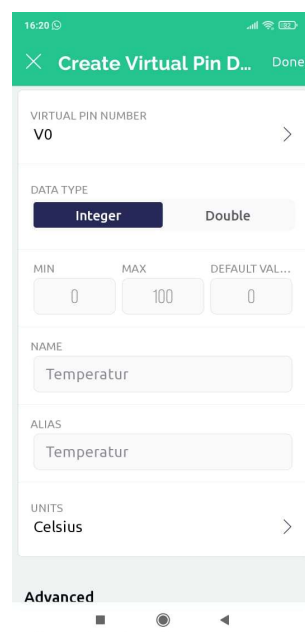 16:20
82
Create Virtual Pin D... Done
VIRTUAL PIN NUMBER
V0
DATA TYPE
Integer Double
MIN MAX DEFAULT VAL...
0 100 0
NAME
Temperatur
ALIAS
Temperatur
UNITS
Celsius
Advanced